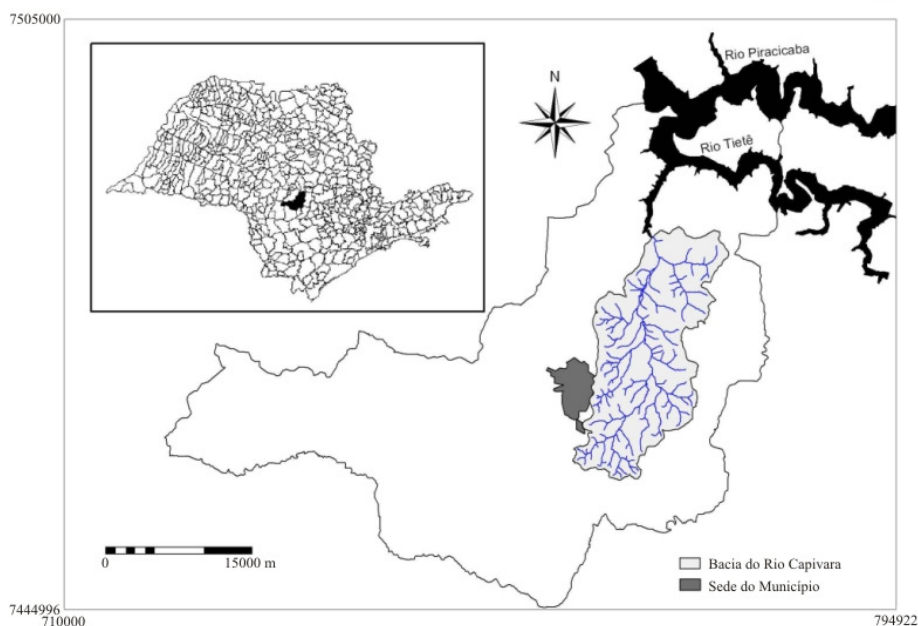 7505000
Rio Piracicaba
N
Rio Tietê
0 15000 m
Bacia do Rio Capivara
Sede do Município
7444996
710000 794922